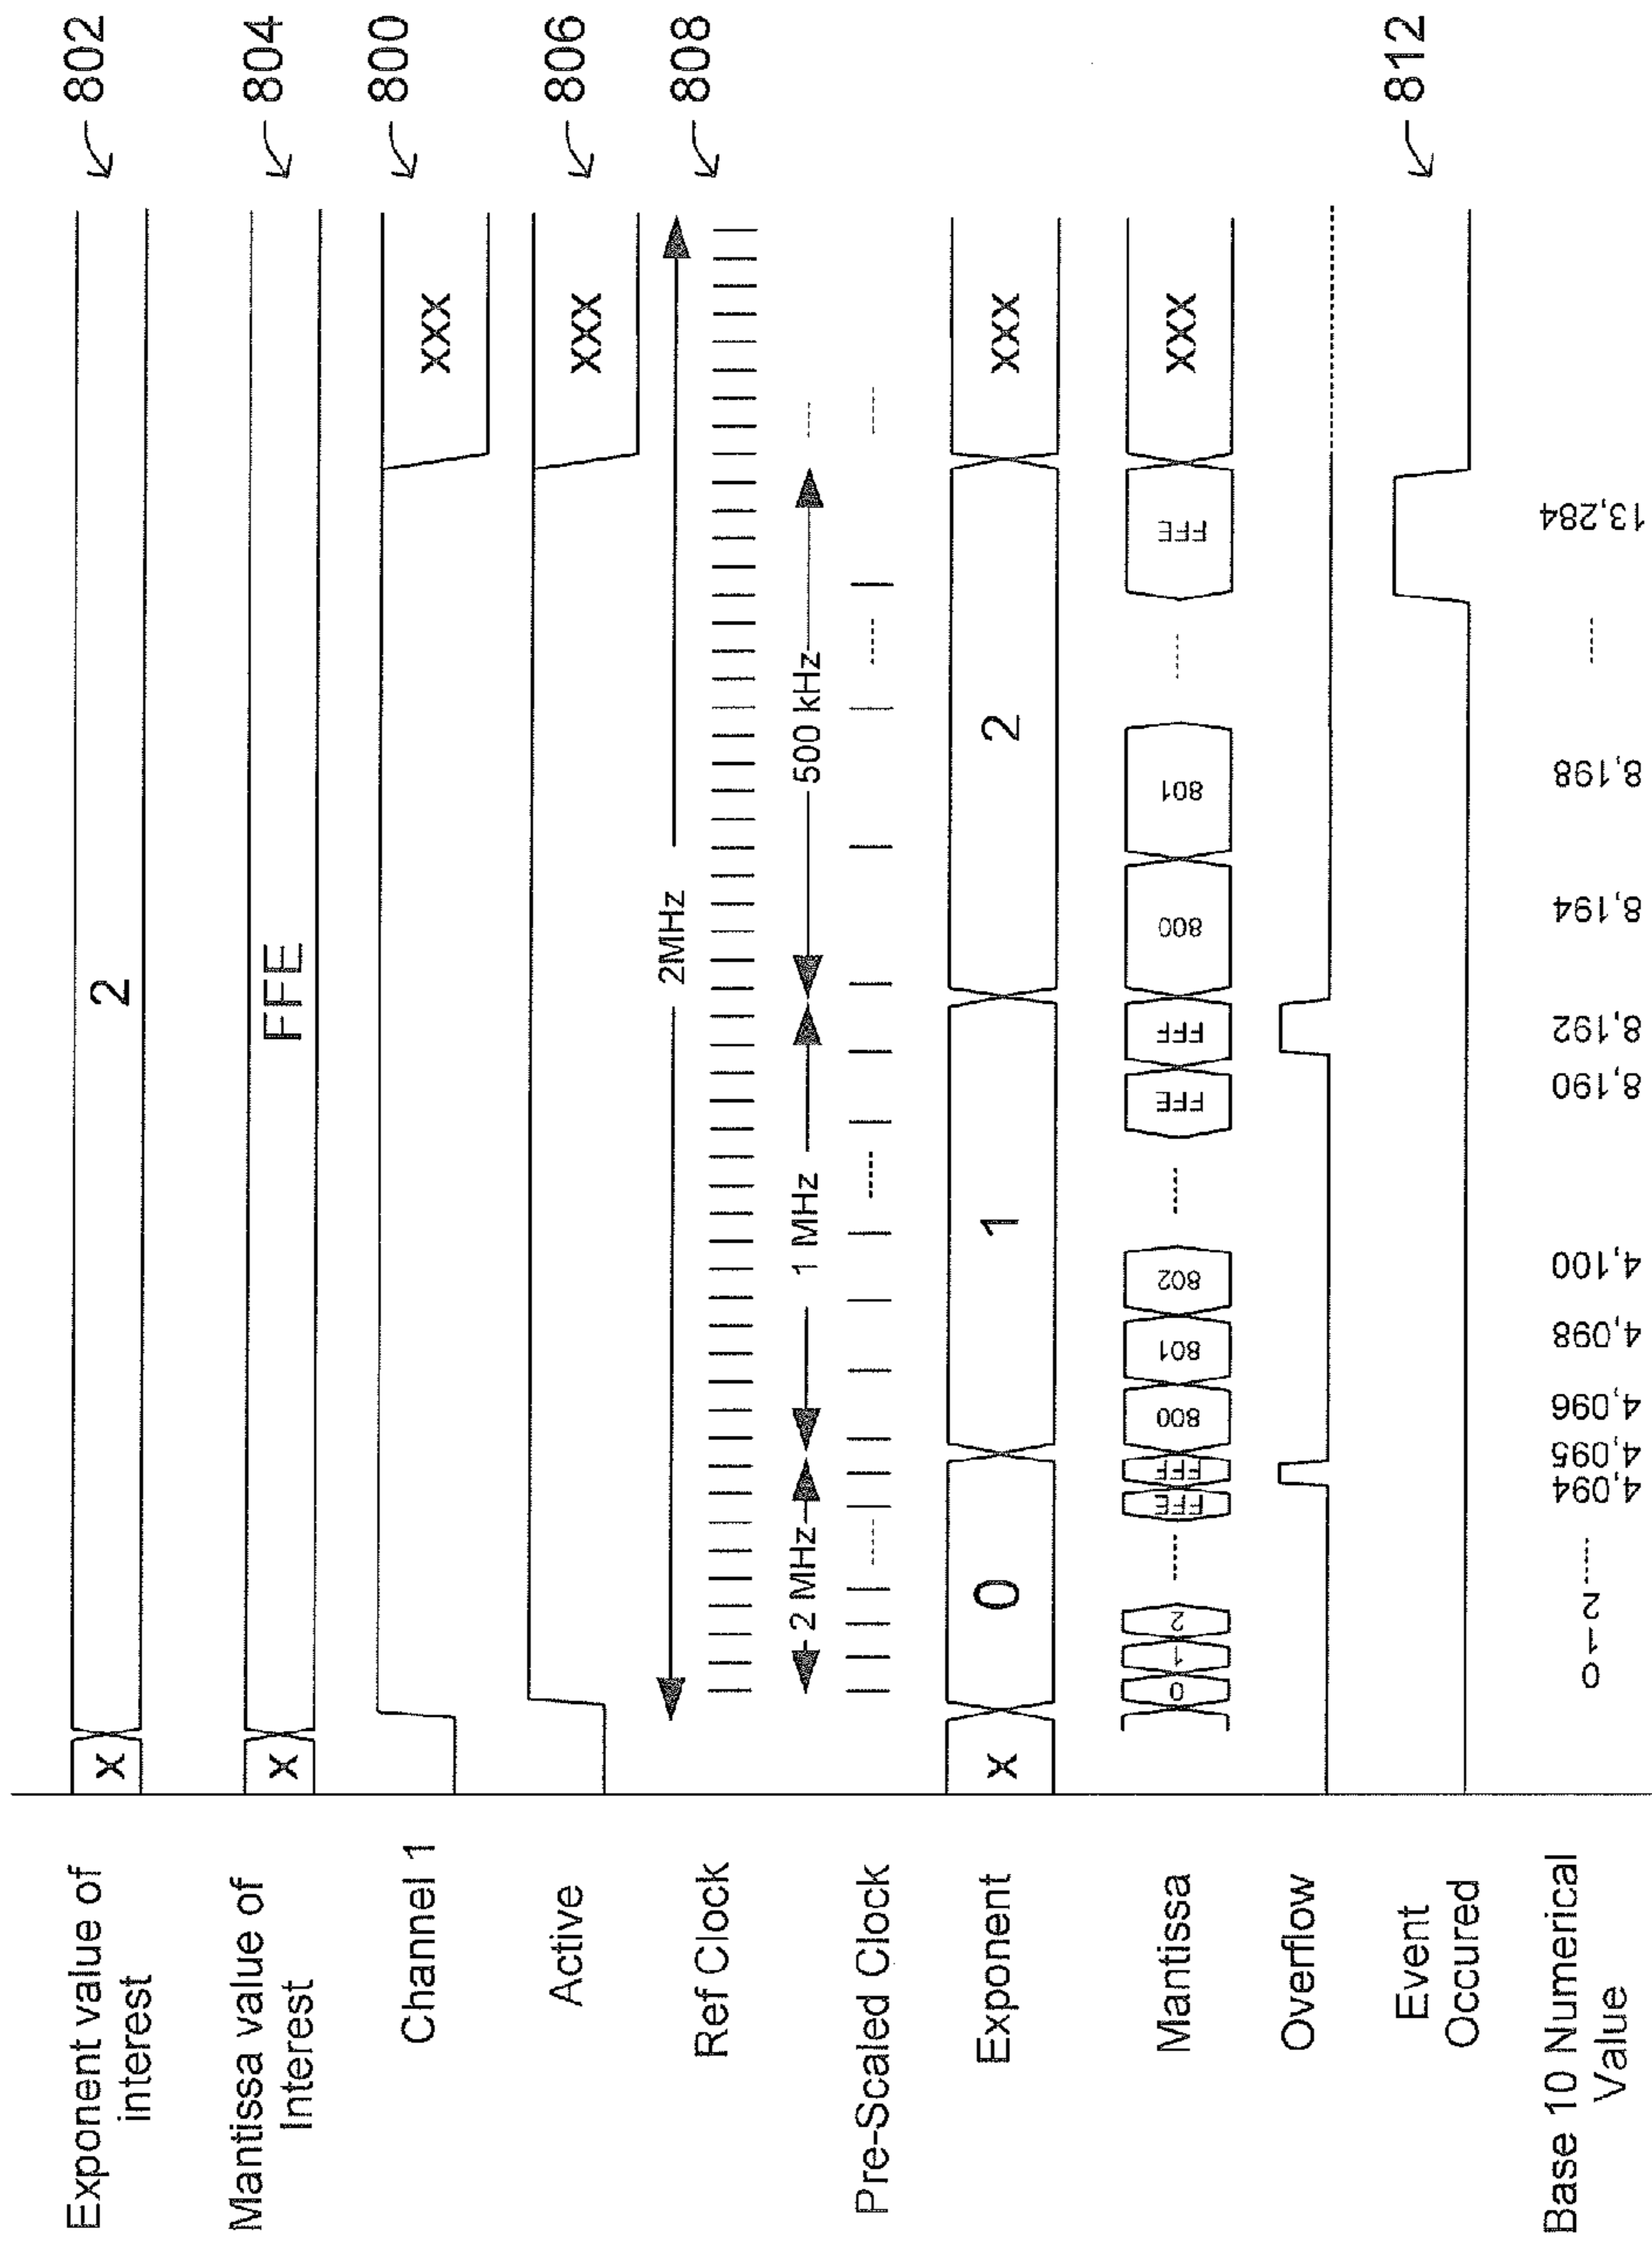 Exponent value of
interest
X
2
802
Mantissa value of
Interest
X
FFE
804
Channel 1
XXX
800
Active
XXX
806
Ref Clock
2MHz
808
2 MHz
1 MHz
500 kHz
Pre-Scaled Clock
Exponent
X
0
1
2
XXX
Mantissa
0
1
2
FFE
FFF
800
801
802
FFE
FFF
800
801
FFE
XXX
Overflow
Event
Occured
812
Base 10 Numerical
Value
0
1
2
4,094
4,095
4,096
4,098
4,100
8,190
8,192
8,194
8,198
13,284